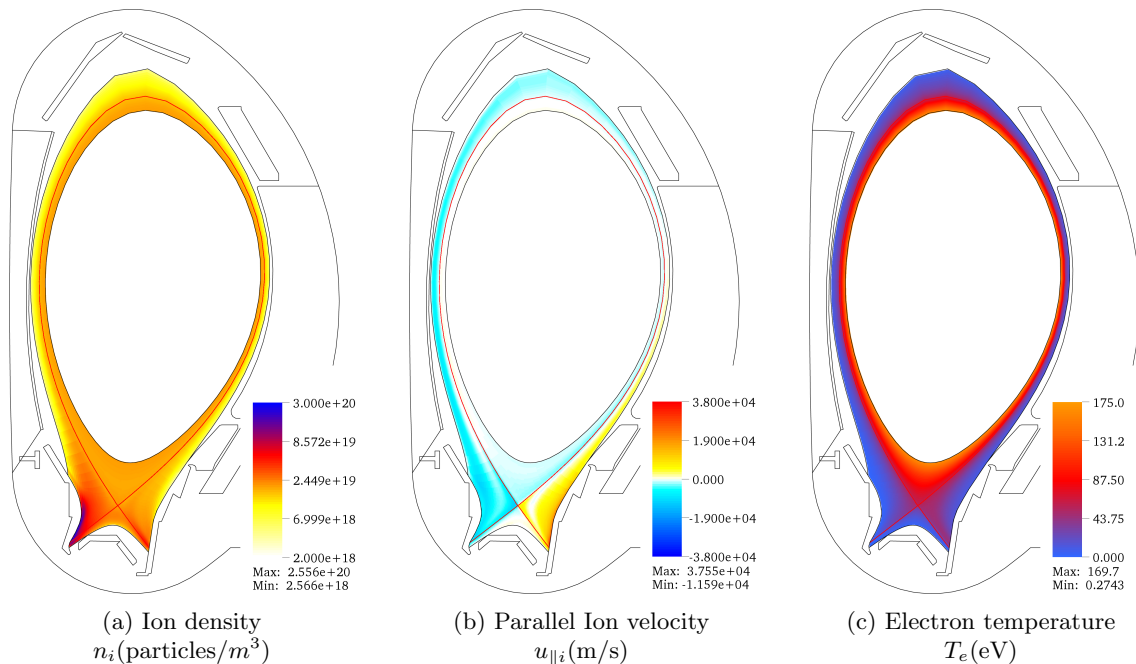 3.000e+20
8.572e+19
2.449e+19
6.999e+18
2.000e+18
Max: 2.556e+20
Min: 2.566e+18
3.800e+04
1.900e+04
0.000
-1.900e+04
-3.800e+04
Max: 3.755e+04
Min: -1.159e+04
175.0
131.2
87.50
43.75
0.000
Max: 169.7
Min: 0.2743
(a) Ion density
n_i(particles/m³)
(b) Parallel Ion velocity
u_∥i(m/s)
(c) Electron temperature
T_e(eV)